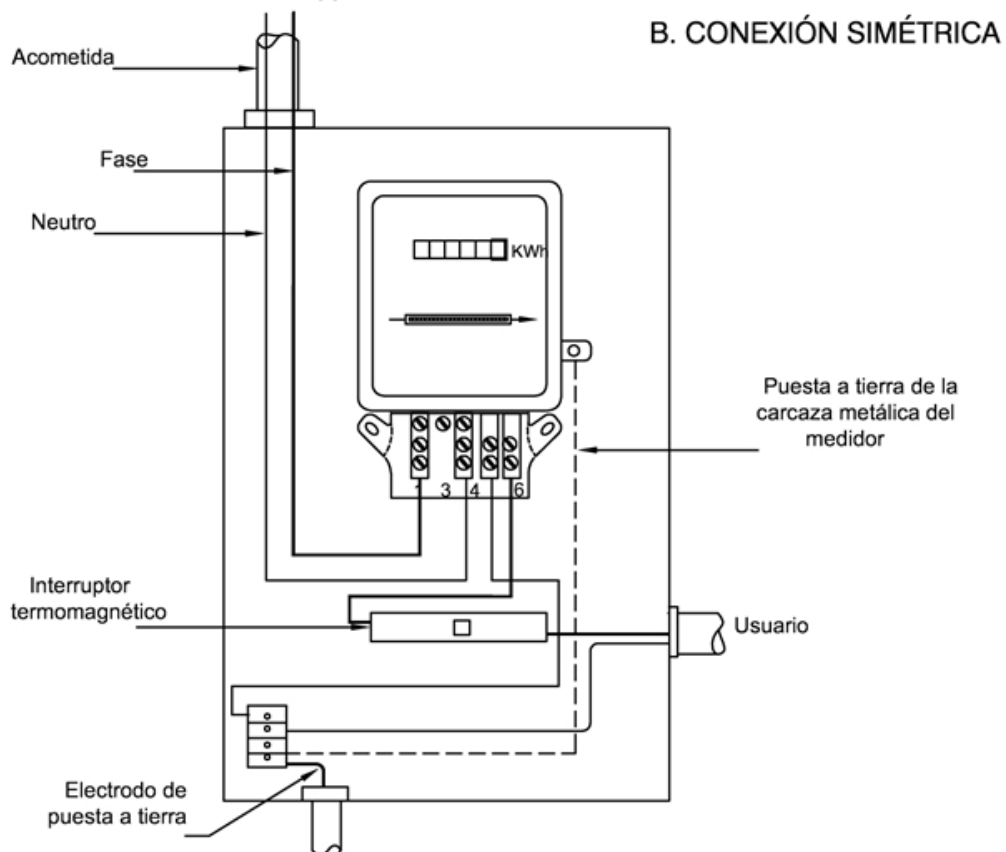 B. CONEXIÓN SIMÉTRICA
Acometida
Fase
Neutro
KWh
Puesta a tierra de la
carcaza metálica del
medidor
1 3 4 6
Interruptor
termomagnético
Usuario
Electrodo de
puesta a tierra